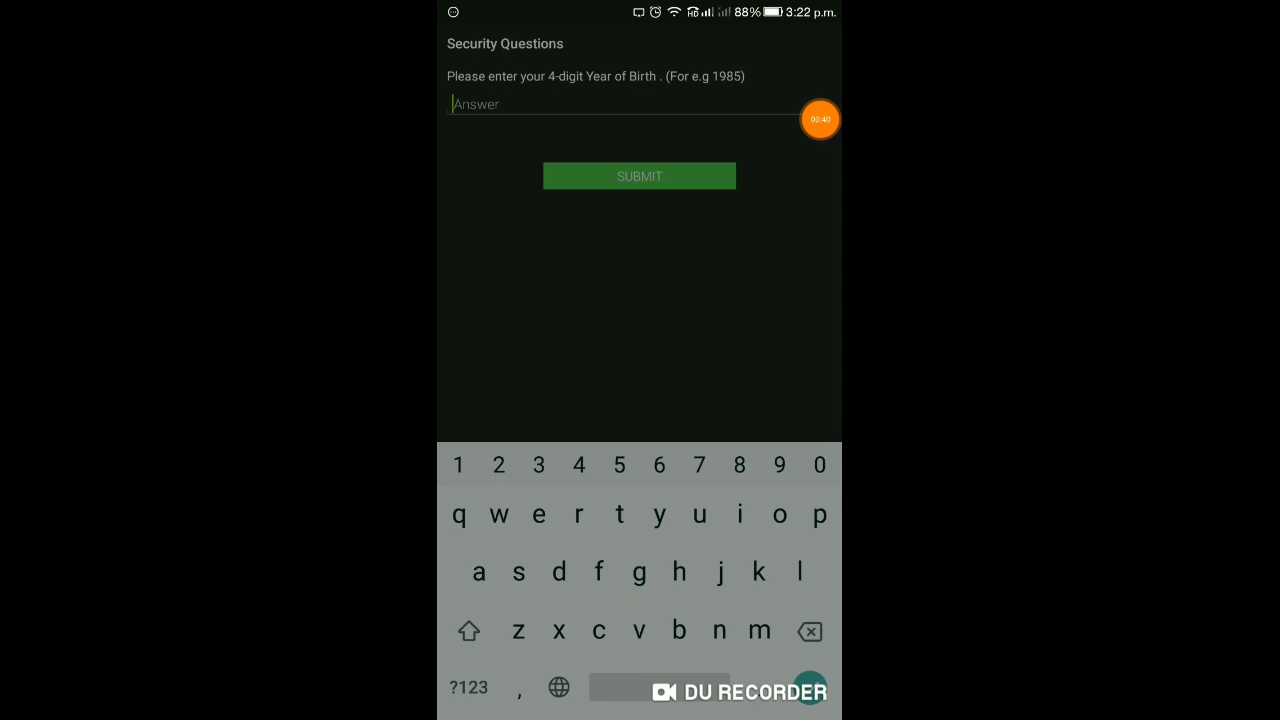 88% 3:22 p.m.
Security Questions
Please enter your 4-digit Year of Birth . (For e.g 1985)
Answer
00:40
SUBMIT
1 2 3 4 5 6 7 8 9 0
q w e r t y u i o p
a s d f g h j k l
z x c v b n m
?123 ,
DU RECORDER